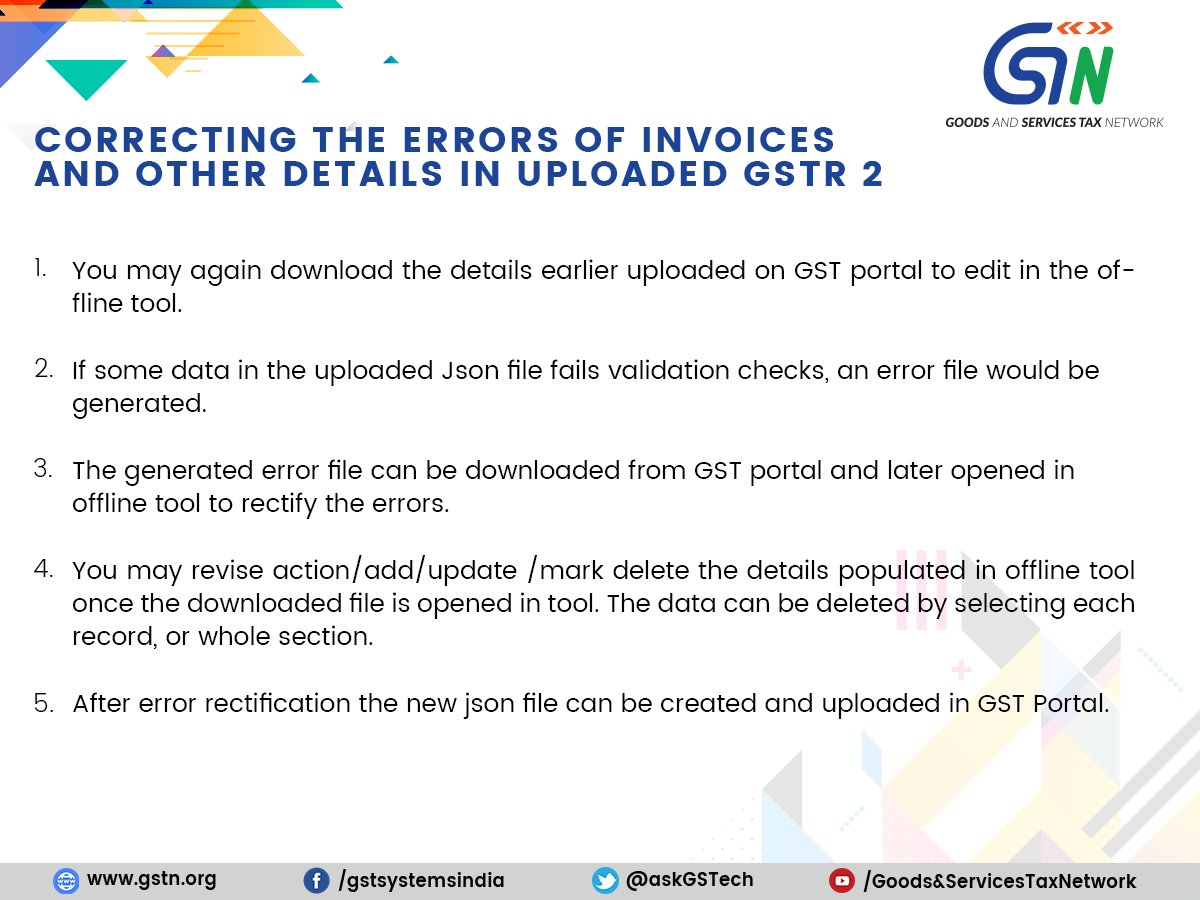 GSTN
GOODS AND SERVICES TAX NETWORK
CORRECTING THE ERRORS OF INVOICES
AND OTHER DETAILS IN UPLOADED GSTR 2
1. You may again download the details earlier uploaded on GST portal to edit in the of-
fline tool.
2. If some data in the uploaded Json file fails validation checks, an error file would be
generated.
3. The generated error file can be downloaded from GST portal and later opened in
offline tool to rectify the errors.
4. You may revise action/add/update /mark delete the details populated in offline tool
once the downloaded file is opened in tool. The data can be deleted by selecting each
record, or whole section.
5. After error rectification the new json file can be created and uploaded in GST Portal.
www.gstn.org /gstsystemsindia @askGSTech /Goods&ServicesTaxNetwork